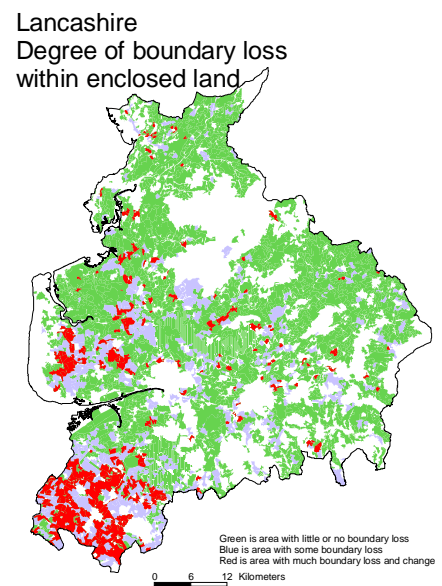 Lancashire
Degree of boundary loss
within enclosed land
Green is area with little or no boundary loss
Blue is area with some boundary loss
Red is area with much boundary loss and change
0 6 12 Kilometers